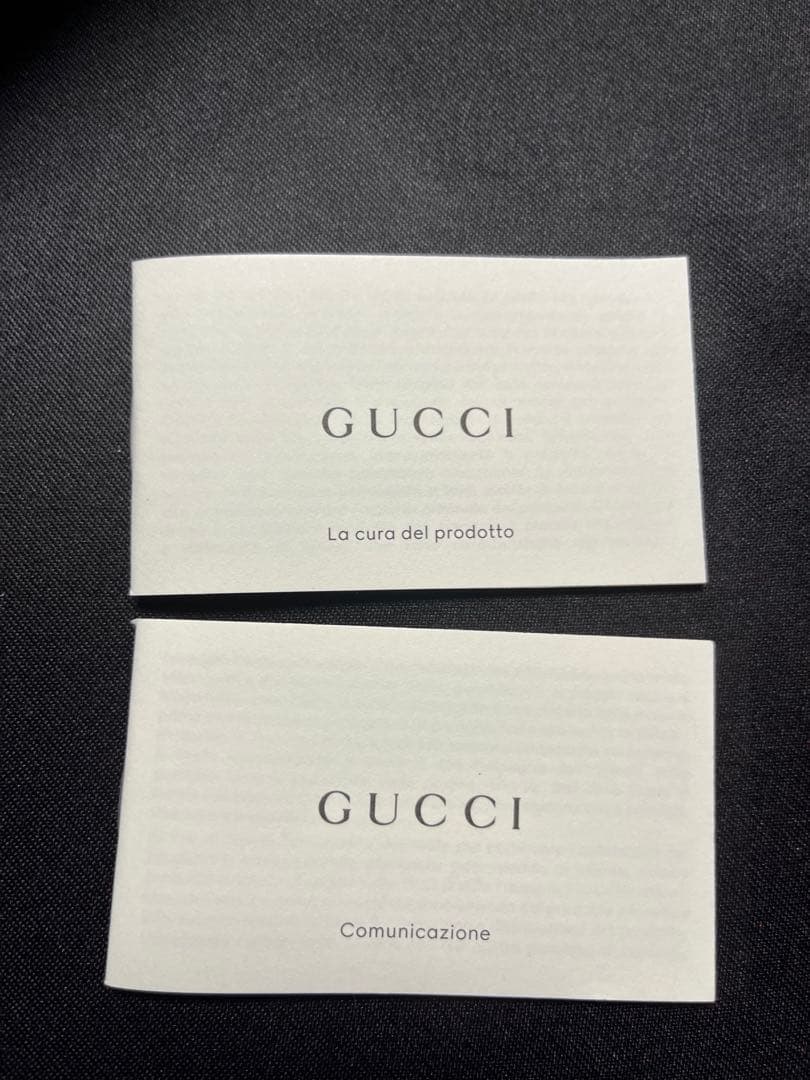 GUCCI
La cura del prodotto
GUCCI
Comunicazione